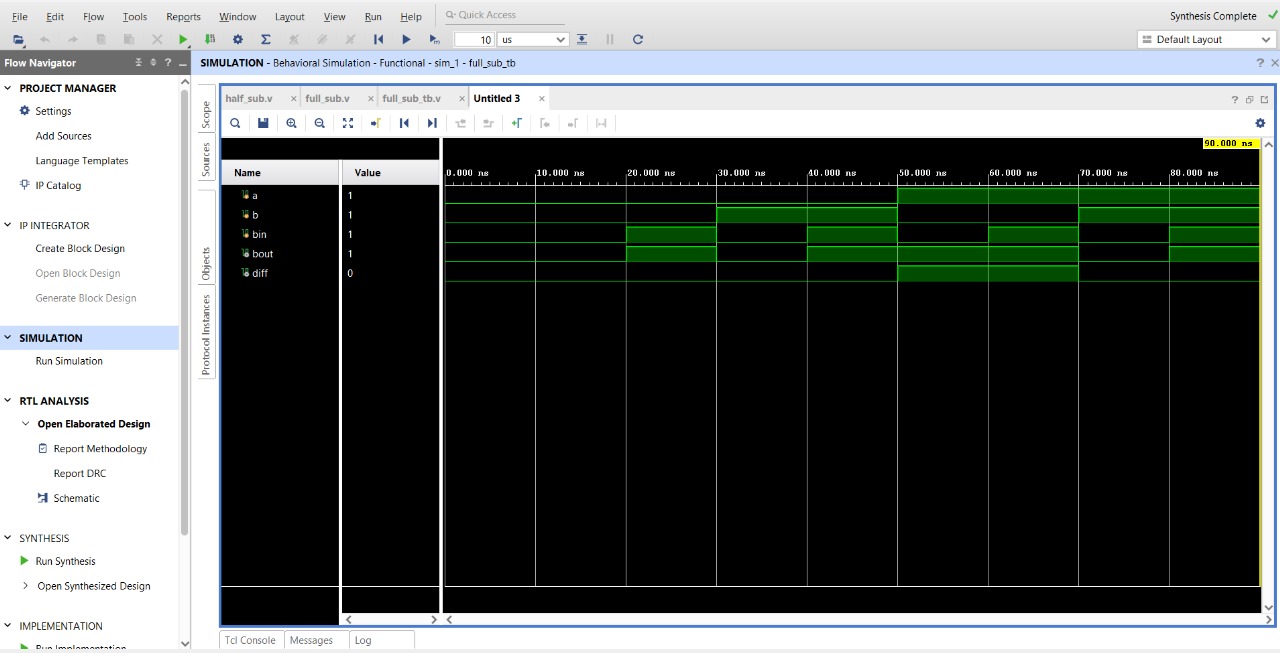 File Edit Flow Tools Reports Window Layout View Run Help Quick Access Synthesis Complete
10 us Default Layout
Flow Navigator
SIMULATION - Behavioral Simulation - Functional - sim_1 - full_sub_tb
PROJECT MANAGER
Settings
Add Sources
Language Templates
IP Catalog
IP INTEGRATOR
Create Block Design
Open Block Design
Generate Block Design
SIMULATION
Run Simulation
RTL ANALYSIS
Open Elaborated Design
Report Methodology
Report DRC
Schematic
SYNTHESIS
Run Synthesis
Open Synthesized Design
IMPLEMENTATION
Run Implementation
Scope
Sources
Objects
Protocol Instances
half_sub.v full_sub.v full_sub_tb.v Untitled 3
90.000 ns
Name Value
0.000 ns 10.000 ns 20.000 ns 30.000 ns 40.000 ns 50.000 ns 60.000 ns 70.000 ns 80.000 ns
a 1
b 1
bin 1
bout 1
diff 0
Tcl Console Messages Log